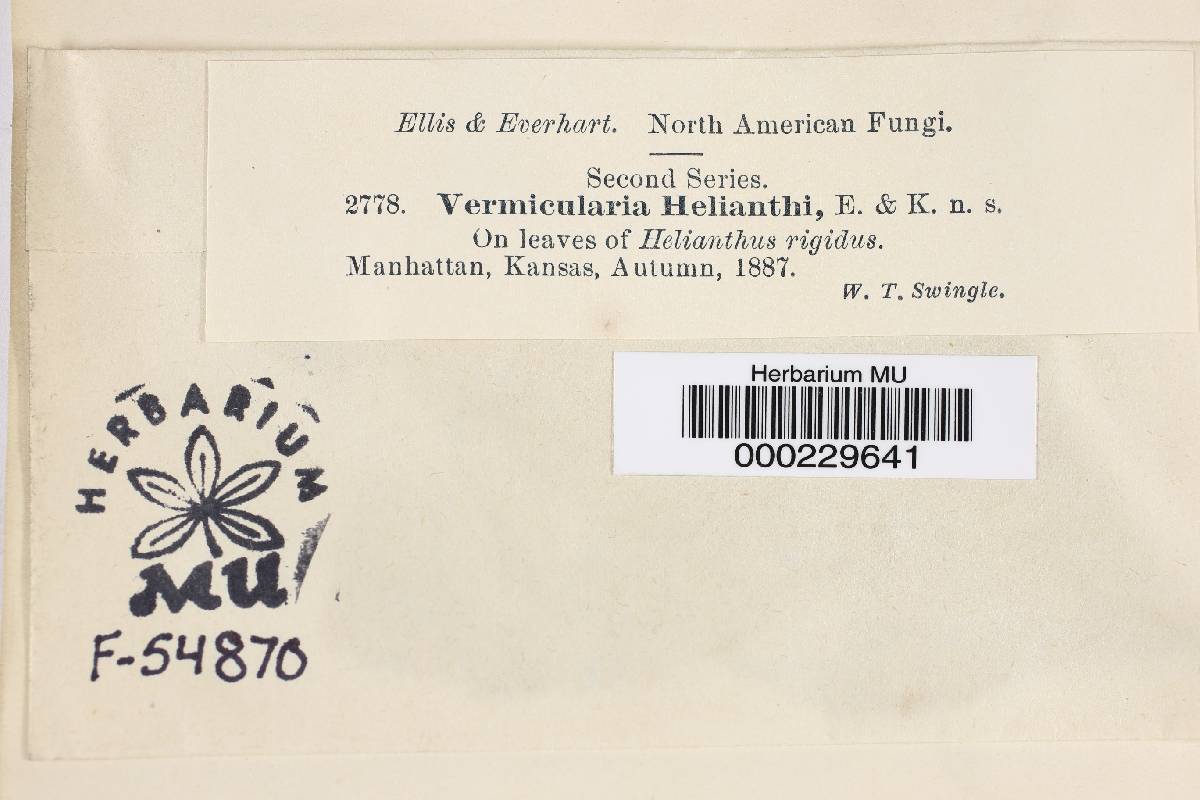 Ellis & Everhart. North American Fungi.
Second Series.
2778. Vermicularia Helianthi, E. & K. n. s.
On leaves of Helianthus rigidus.
Manhattan, Kansas, Autumn, 1887.
W. T. Swingle.
Herbarium MU
000229641
HERBARIUM
MU
F-54870